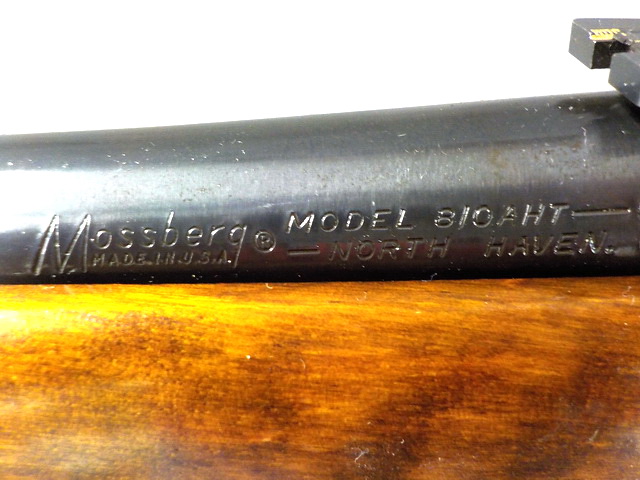 Mossberg® MODEL 810AHT—
MADE IN U.S.A. —NORTH HAVEN.